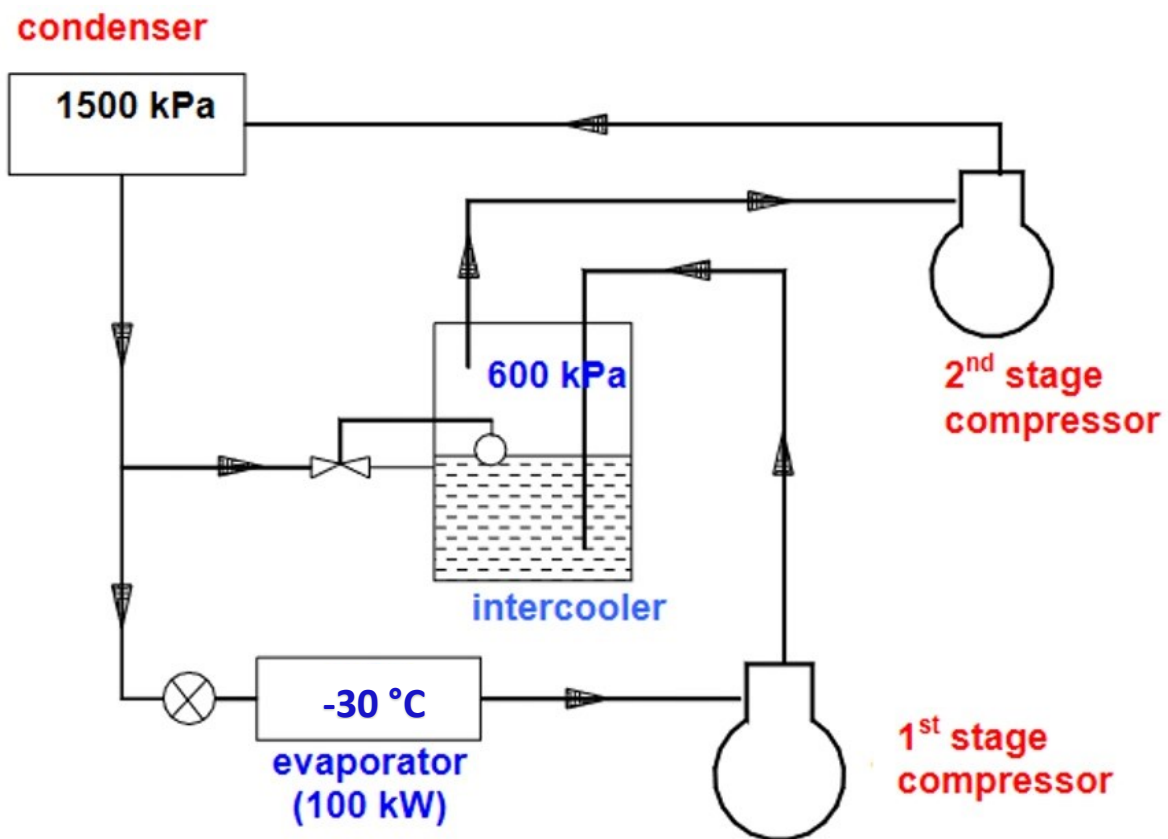 condenser
1500 kPa
600 kPa
2nd stage
compressor
intercooler
-30 °C
evaporator
(100 kW)
1st stage
compressor